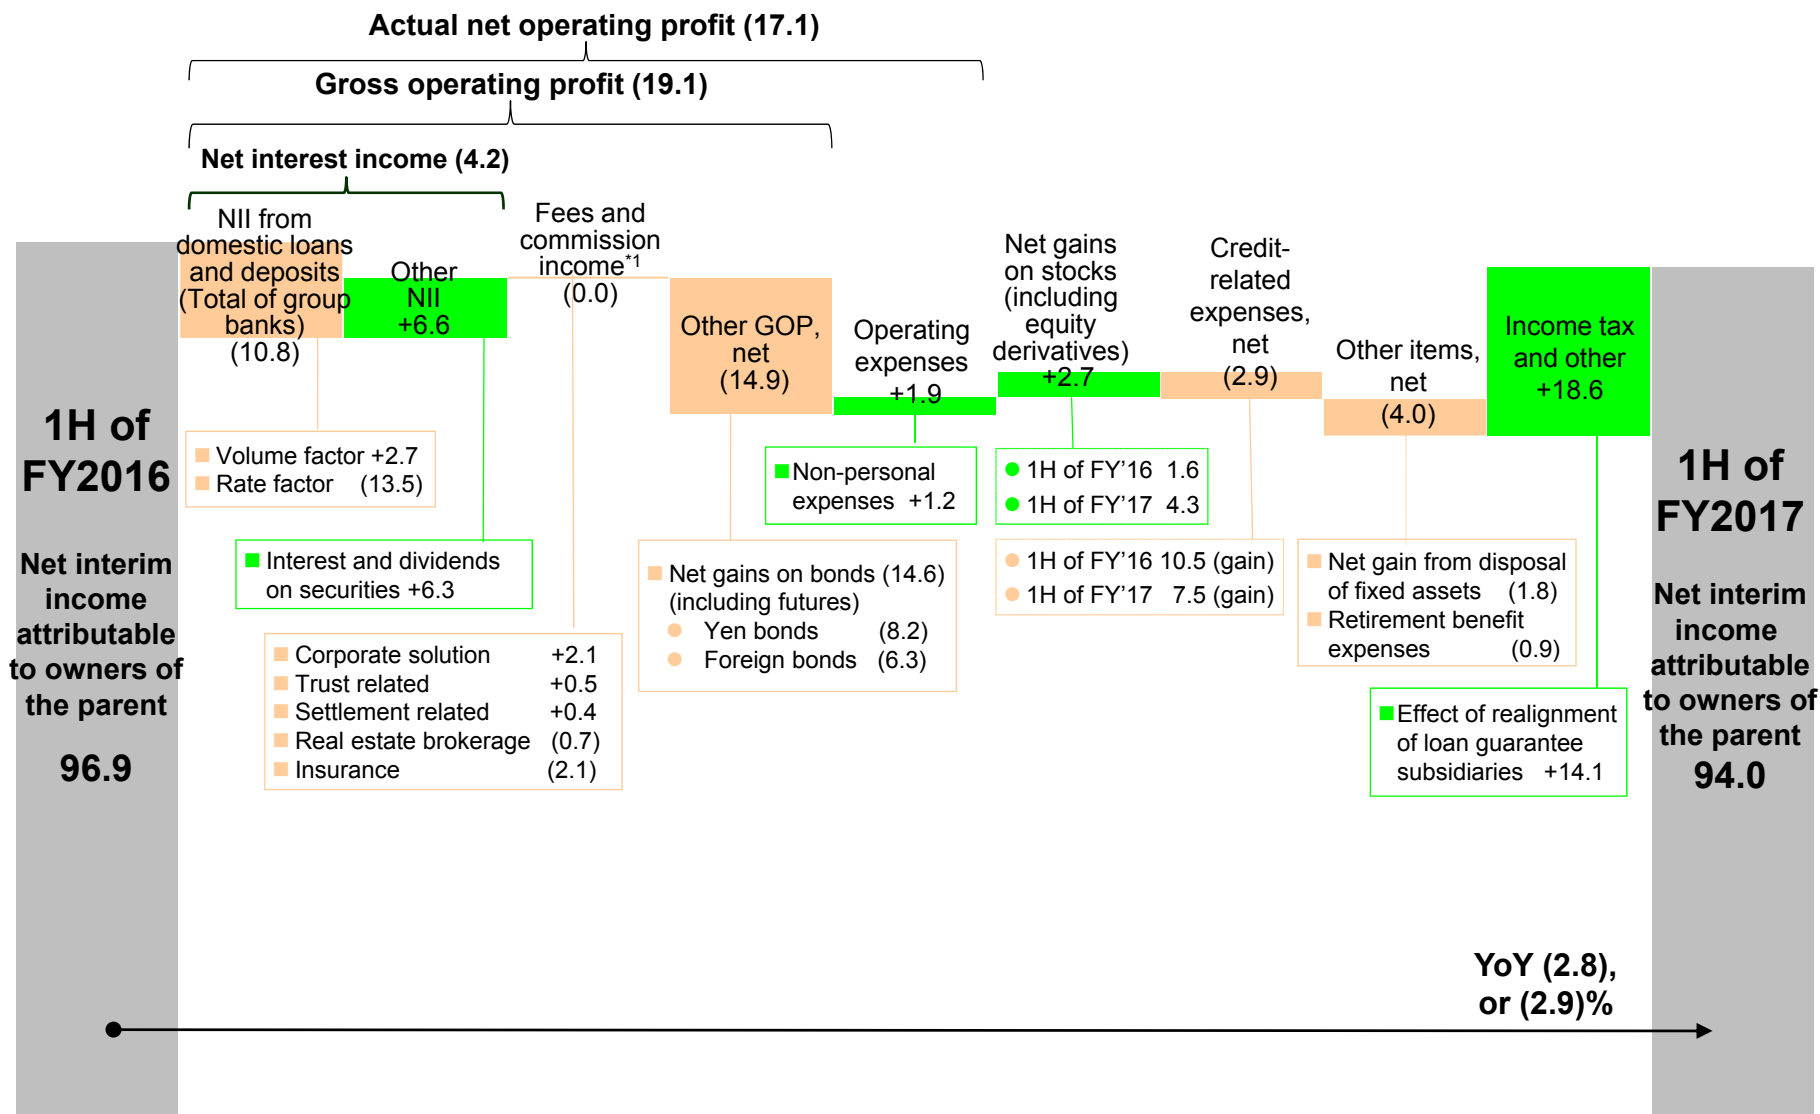 Actual net operating profit (17.1)
Gross operating profit (19.1)
Net interest income (4.2)
NII from
domestic loans
and deposits
(Total of group
banks)
(10.8)
Other
NII
+6.6
Fees and
commission
income*1
(0.0)
Other GOP,
net
(14.9)
Operating
expenses
+1.9
Net gains
on stocks
(including
equity
derivatives)
+2.7
Credit-
related
expenses,
net
(2.9)
Other items,
net
(4.0)
Income tax
and other
+18.6
1H of
FY2016
Net interim
income
attributable
to owners of
the parent
96.9
Volume factor +2.7
Rate factor (13.5)
Interest and dividends
on securities +6.3
Corporate solution +2.1
Trust related +0.5
Settlement related +0.4
Real estate brokerage (0.7)
Insurance (2.1)
Net gains on bonds (14.6)
(including futures)
Yen bonds (8.2)
Foreign bonds (6.3)
Non-personal
expenses +1.2
1H of FY’16 1.6
1H of FY’17 4.3
1H of FY’16 10.5 (gain)
1H of FY’17 7.5 (gain)
Net gain from disposal
of fixed assets (1.8)
Retirement benefit
expenses (0.9)
Effect of realignment
of loan guarantee
subsidiaries +14.1
1H of
FY2017
Net interim
income
attributable
to owners of
the parent
94.0
YoY (2.8),
or (2.9)%